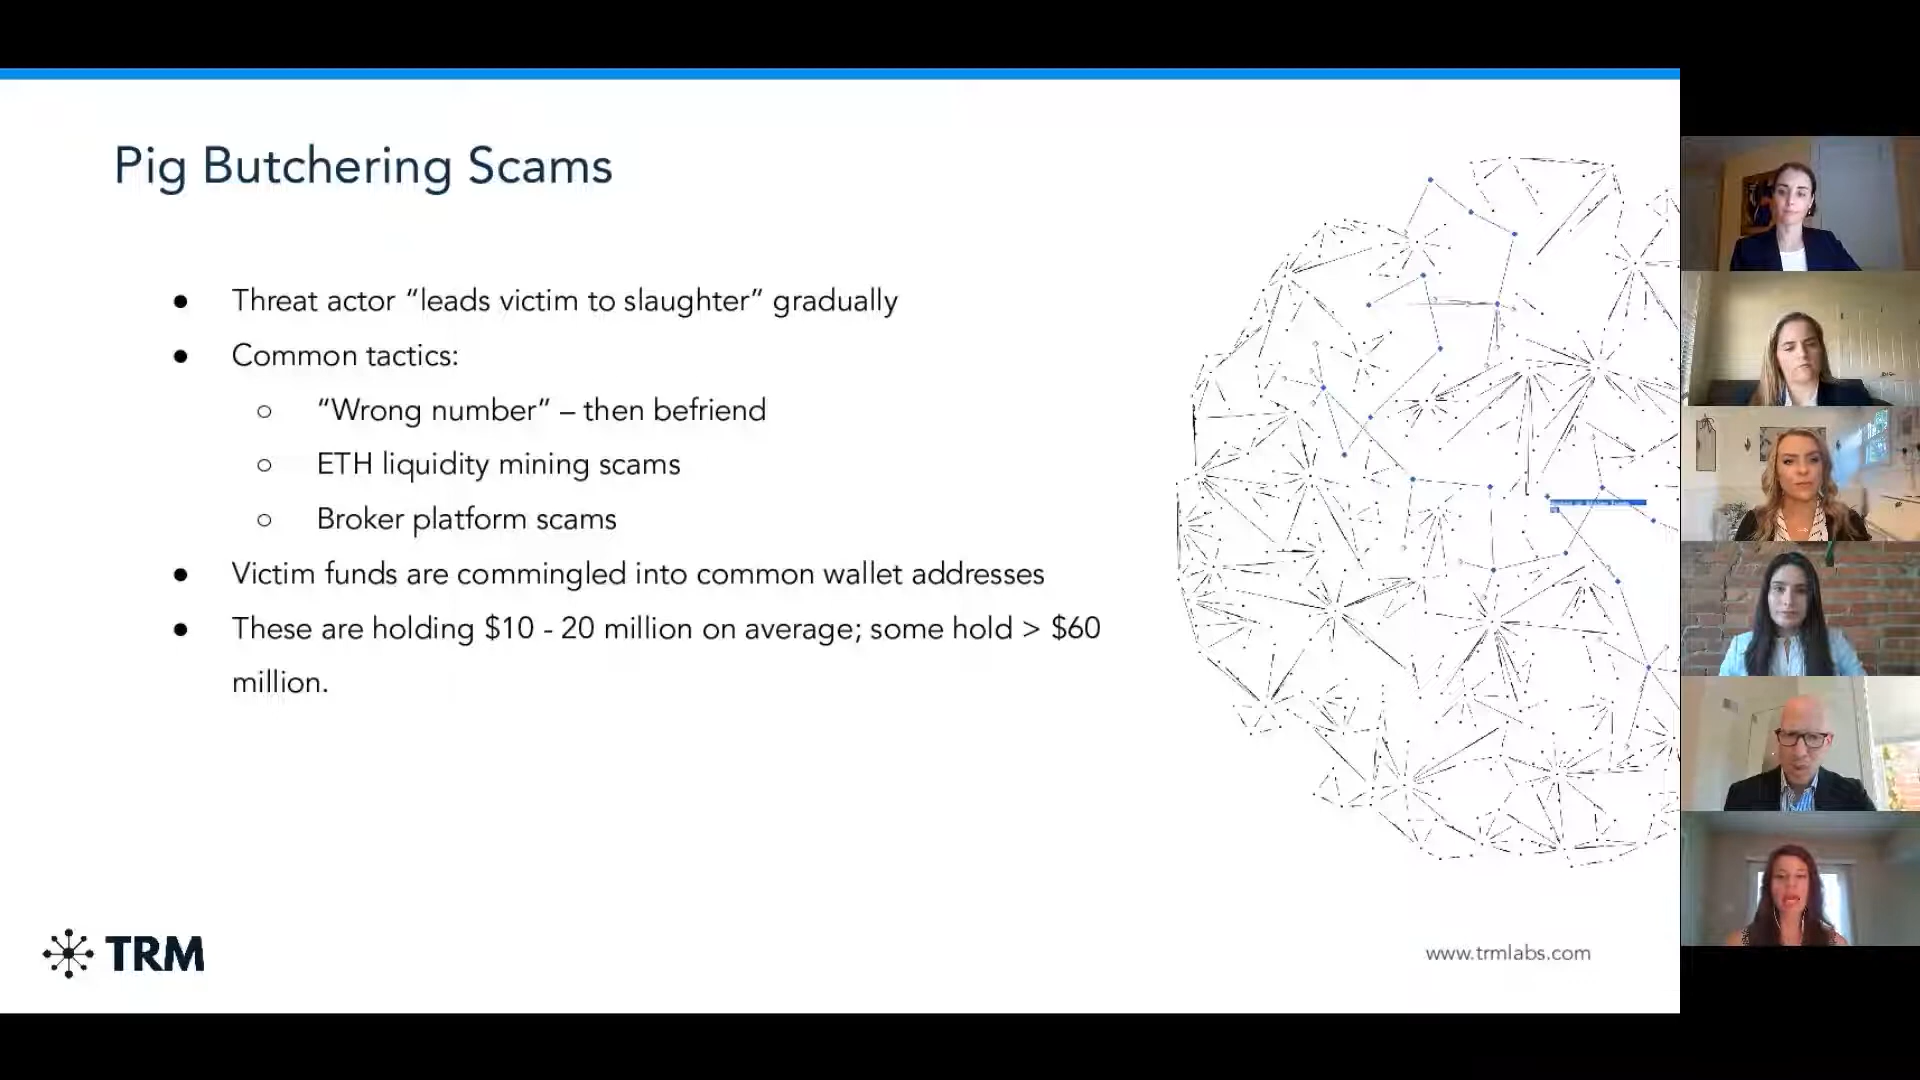 Pig Butchering Scams
● Threat actor “leads victim to slaughter” gradually
● Common tactics:
○ “Wrong number” – then befriend
○ ETH liquidity mining scams
○ Broker platform scams
● Victim funds are commingled into common wallet addresses
● These are holding $10 - 20 million on average; some hold > $60
million.
TRM
www.trmlabs.com